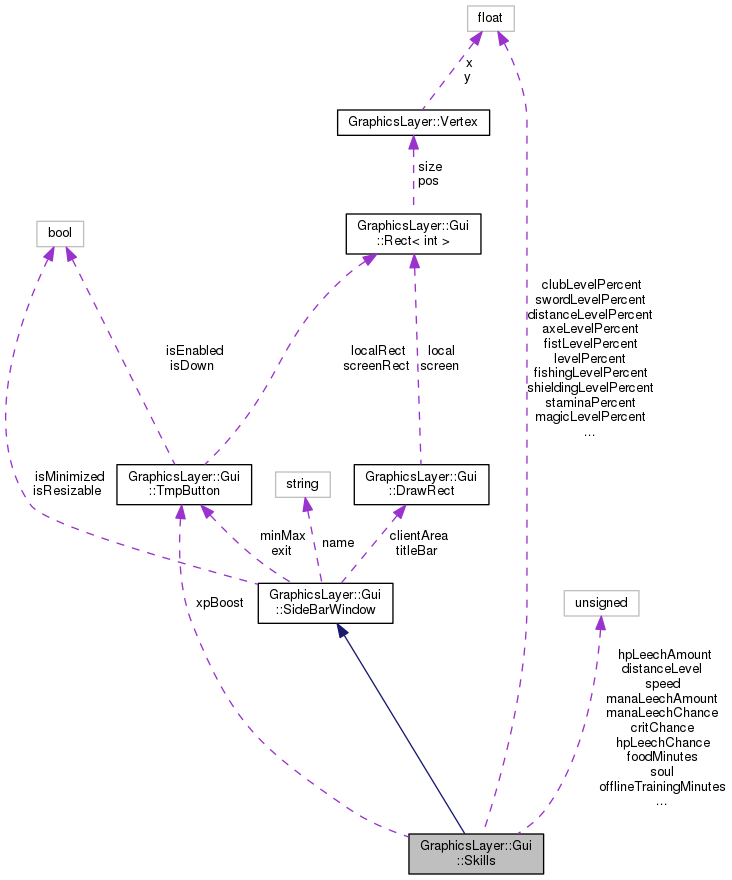 float
x
y
GraphicsLayer::Vertex
size
pos
GraphicsLayer::Gui
::Rect< int >
bool
clubLevelPercent
swordLevelPercent
distanceLevelPercent
axeLevelPercent
fistLevelPercent
levelPercent
fishingLevelPercent
shieldingLevelPercent
staminaPercent
magicLevelPercent
...
isEnabled
isDown
localRect
screenRect
local
screen
isMinimized
isResizable
GraphicsLayer::Gui
::TmpButton
string
GraphicsLayer::Gui
::DrawRect
minMax
exit
name
clientArea
titleBar
xpBoost
GraphicsLayer::Gui
::SideBarWindow
unsigned
hpLeechAmount
distanceLevel
speed
manaLeechAmount
manaLeechChance
critChance
hpLeechChance
foodMinutes
soul
offlineTrainingMinutes
...
GraphicsLayer::Gui
::Skills